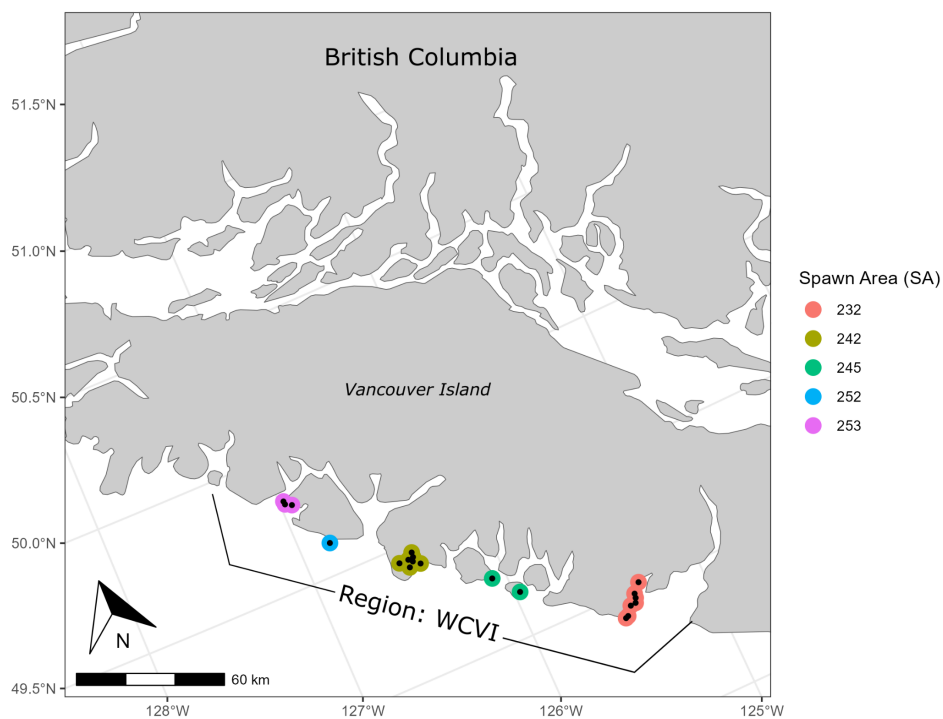 British Columbia
51.5°N
51.0°N
50.5°N
50.0°N
49.5°N
Vancouver Island
Region: WCVI
N
60 km
128°W
127°W
126°W
125°W
Spawn Area (SA)
232
242
245
252
253